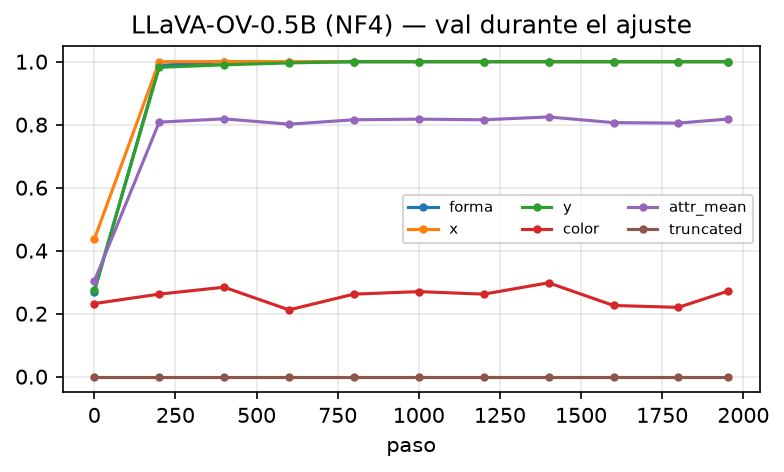 LLaVA-OV-0.5B (NF4) — val durante el ajuste
1.0
0.8
0.6
0.4
0.2
0.0
forma y attr_mean
x color truncated
0 250 500 750 1000 1250 1500 1750 2000
paso